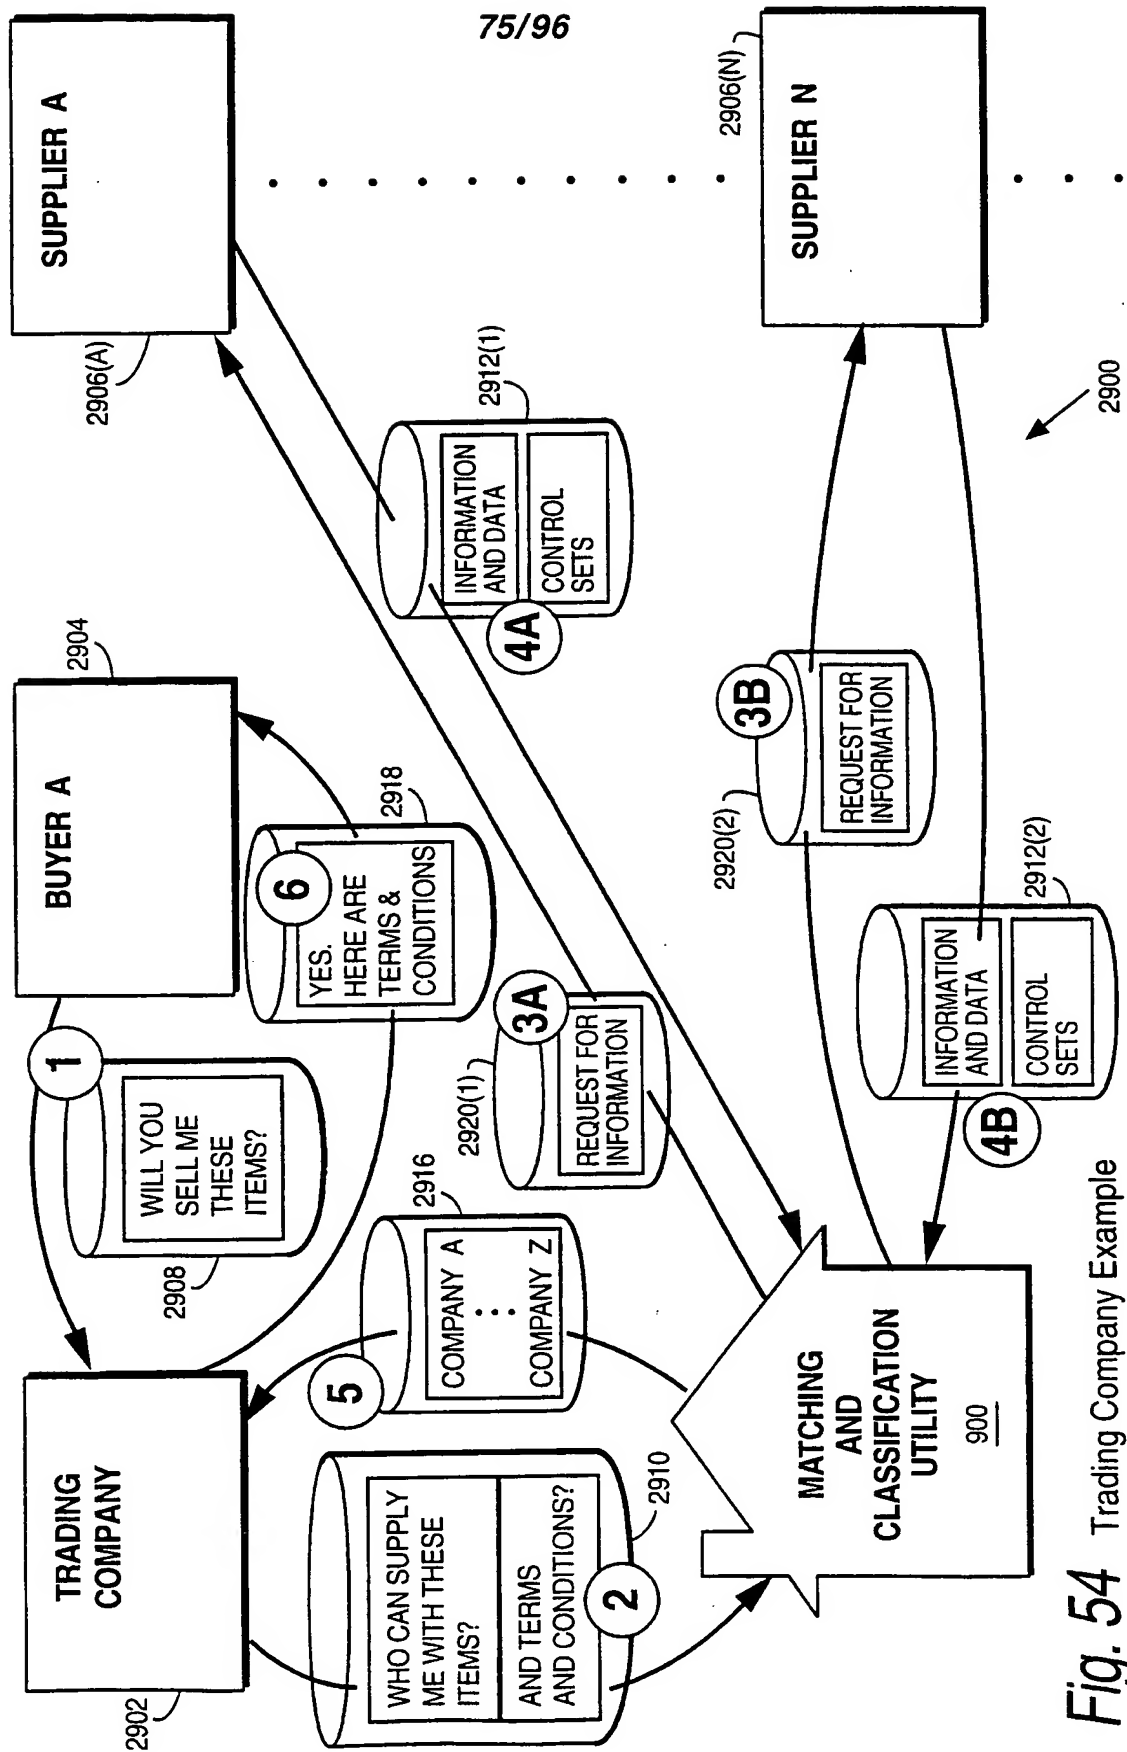 75/96
TRADING
COMPANY
2902
BUYER A
2904
SUPPLIER A
2906(A)
1
WILL YOU
SELL ME
THESE
ITEMS?
2908
6
YES.
HERE ARE
TERMS &
CONDITIONS
2918
5
COMPANY A
COMPANY Z
2916
WHO CAN SUPPLY
ME WITH THESE
ITEMS?
AND TERMS
AND CONDITIONS?
2
2910
3A
REQUEST FOR
INFORMATION
2920(1)
INFORMATION
AND DATA
CONTROL
SETS
4A
2912(1)
MATCHING
AND
CLASSIFICATION
UTILITY
900
3B
REQUEST FOR
INFORMATION
2920(2)
INFORMATION
AND DATA
CONTROL
SETS
4B
2912(2)
SUPPLIER N
2906(N)
2900
Fig. 54 Trading Company Example